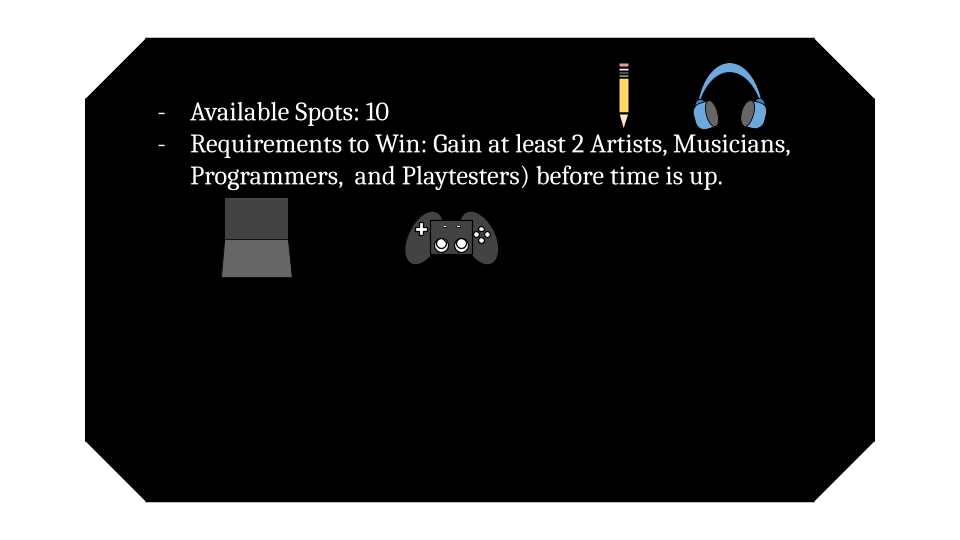 - Available Spots: 10
- Requirements to Win: Gain at least 2 Artists, Musicians,
Programmers,  and Playtesters) before time is up.